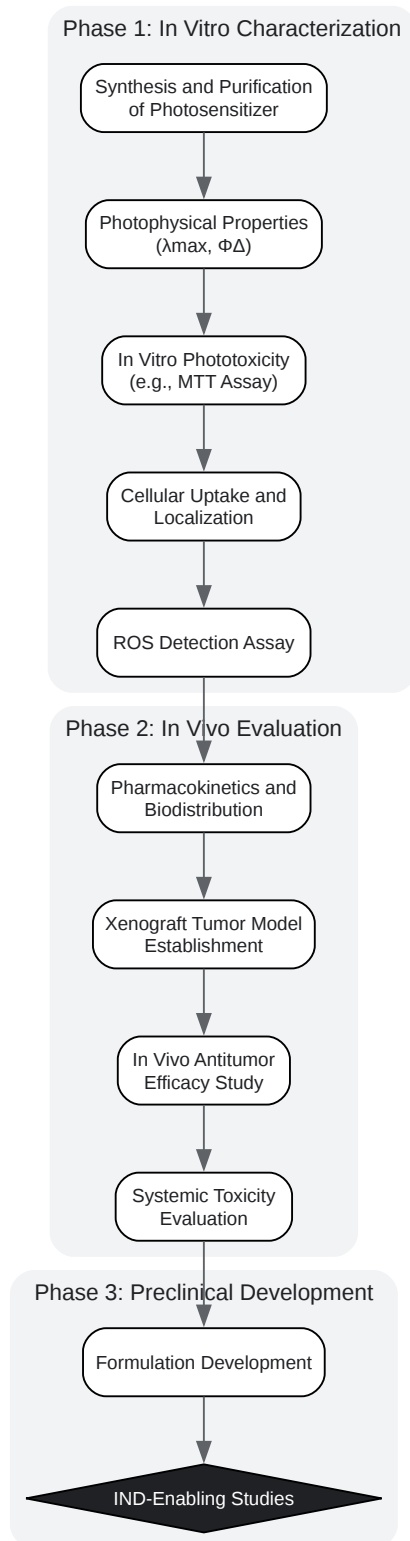 Phase 1: In Vitro Characterization
Synthesis and Purification
of Photosensitizer
Photophysical Properties
(λmax, ΦΔ)
In Vitro Phototoxicity
(e.g., MTT Assay)
Cellular Uptake and
Localization
ROS Detection Assay
Phase 2: In Vivo Evaluation
Pharmacokinetics and
Biodistribution
Xenograft Tumor Model
Establishment
In Vivo Antitumor
Efficacy Study
Systemic Toxicity
Evaluation
Phase 3: Preclinical Development
Formulation Development
IND-Enabling Studies